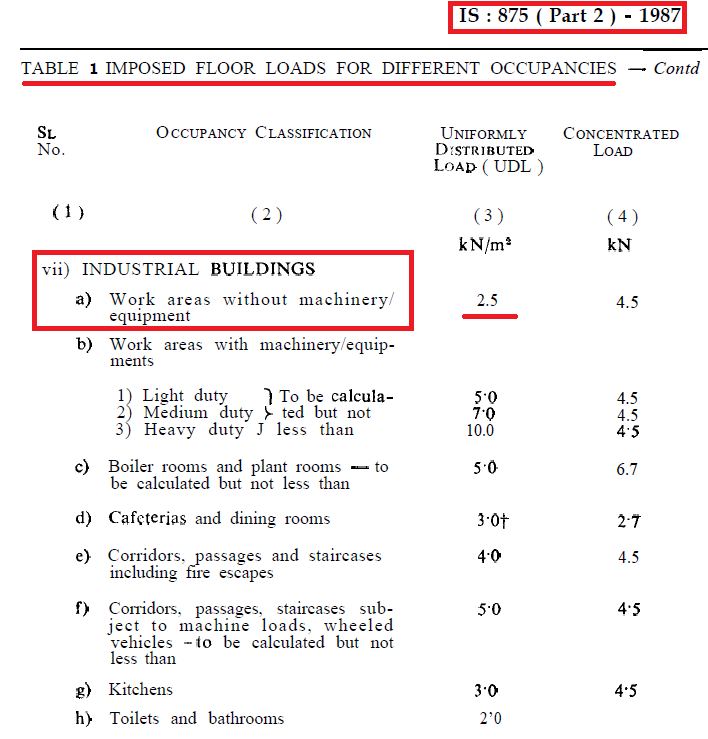 IS : 875 ( Part 2 ) - 1987
TABLE 1 IMPOSED FLOOR LOADS FOR DIFFERENT OCCUPANCIES — Contd
SL No. OCCUPANCY CLASSIFICATION UNIFORMLY DISTRIBUTED LOAD ( UDL ) CONCENTRATED LOAD
( 1 ) ( 2 ) ( 3 ) ( 4 )
kN/m² kN
vii) INDUSTRIAL BUILDINGS
a) Work areas without machinery/ 2.5 4.5
equipment
b) Work areas with machinery/equip-
ments
1) Light duty } To be calcula- 5·0 4.5
2) Medium duty } ted but not 7·0 4.5
3) Heavy duty J less than 10.0 4·5
c) Boiler rooms and plant rooms — to 5·0 6.7
be calculated but not less than
d) Cafeterias and dining rooms 3·0† 2·7
e) Corridors, passages and staircases 4·0 4.5
including fire escapes
f) Corridors, passages, staircases sub- 5·0 4·5
ject to machine loads, wheeled
vehicles –to be calculated but not
less than
g) Kitchens 3·0 4·5
h) Toilets and bathrooms 2'0